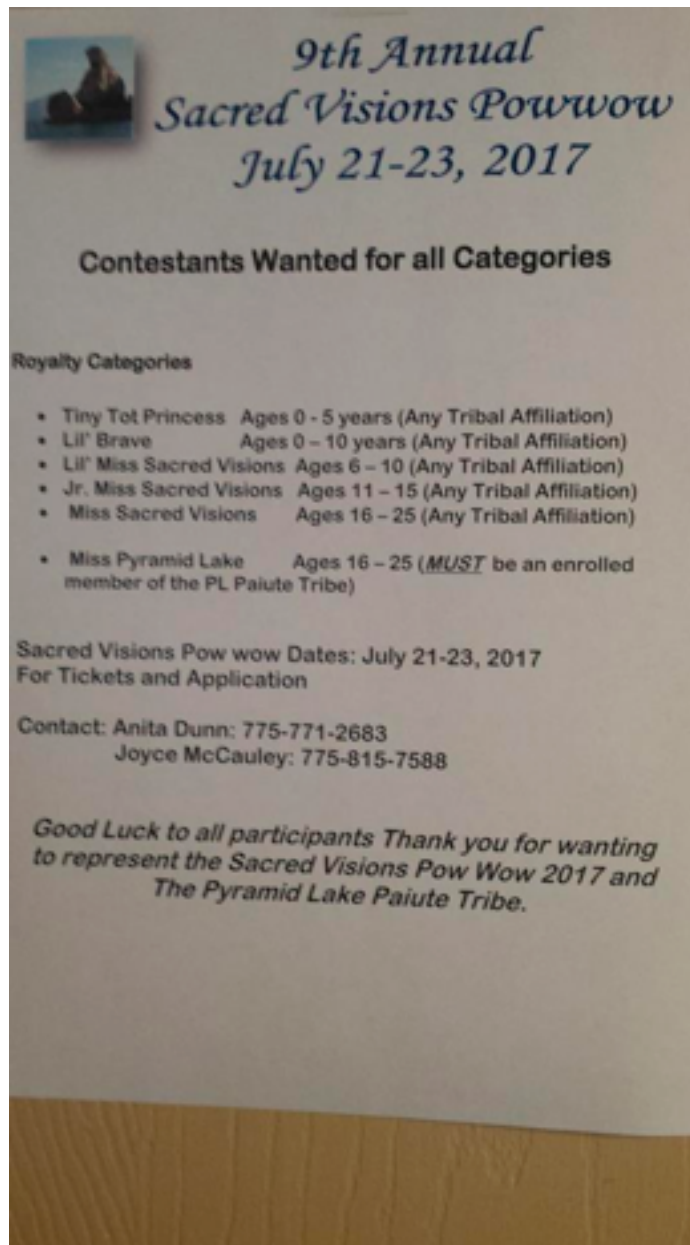 9th Annual
Sacred Visions Powwow
July 21-23, 2017
Contestants Wanted for all Categories
Royalty Categories
• Tiny Tot Princess Ages 0 - 5 years (Any Tribal Affiliation)
• Lil' Brave Ages 0 – 10 years (Any Tribal Affiliation)
• Lil' Miss Sacred Visions Ages 6 – 10 (Any Tribal Affiliation)
• Jr. Miss Sacred Visions Ages 11 – 15 (Any Tribal Affiliation)
• Miss Sacred Visions Ages 16 – 25 (Any Tribal Affiliation)
• Miss Pyramid Lake Ages 16 – 25 (MUST be an enrolled
member of the PL Paiute Tribe)
Sacred Visions Pow wow Dates: July 21-23, 2017
For Tickets and Application
Contact: Anita Dunn: 775-771-2683
Joyce McCauley: 775-815-7588
Good Luck to all participants Thank you for wanting
to represent the Sacred Visions Pow Wow 2017 and
The Pyramid Lake Paiute Tribe.